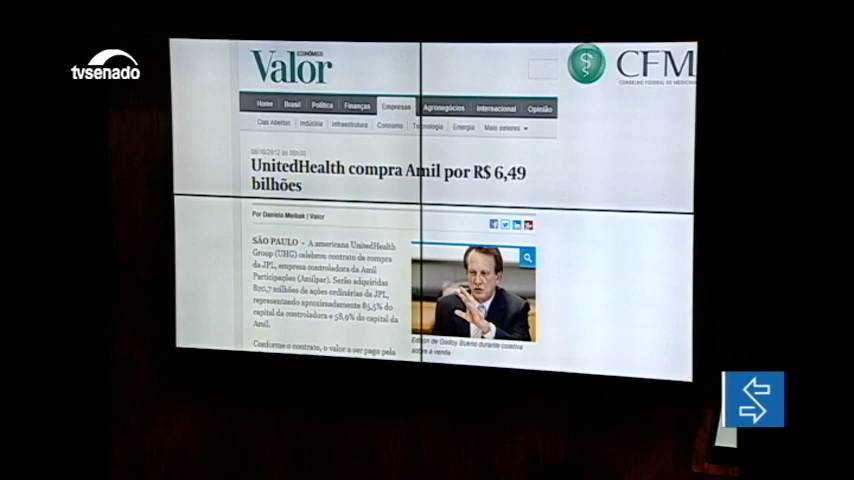 tvsenado
Valor
ECONÔMICO
CFM
CONSELHO FEDERAL DE MEDICINA
Home Brasil Política Finanças Empresas Agronegócios Internacional Opinião
Cias Abertas Indústria Infraestrutura Consumo Tecnologia Energia Mais setores
08/10/2012 às 09h30
UnitedHealth compra Amil por R$ 6,49
bilhões
Por Daniela Meibak | Valor
SÃO PAULO - A americana UnitedHealth
Group (UHG) celebrou contrato de compra
da JPL, empresa controladora da Amil
Participações (Amilpar). Serão adquiridas
820,7 milhões de ações ordinárias da JPL,
representando aproximadamente 85,5% do
capital da controladora e 58,9% do capital da
Amil.
Conforme o contrato, o valor a ser pago pela
Edson de Godoy Bueno durante coletiva
sobre a venda